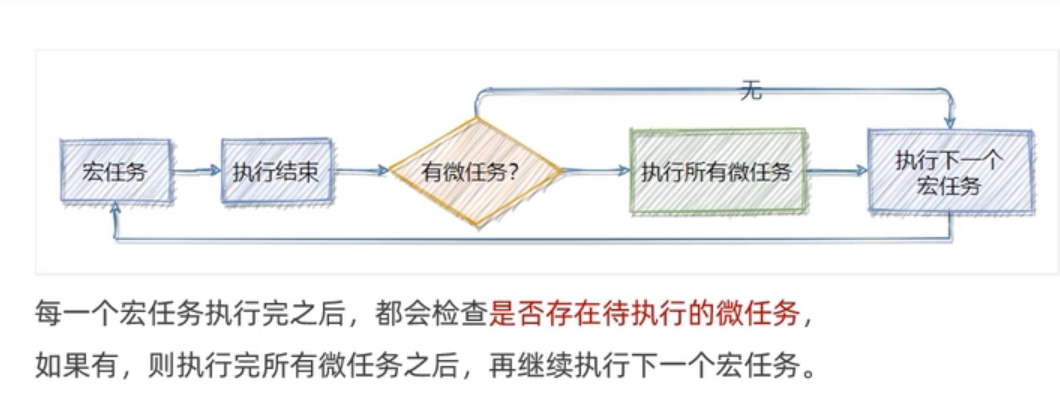 无
宏任务
执行结束
有微任务？
执行所有微任务
执行下一个
宏任务
每一个宏任务执行完之后，都会检查是否存在待执行的微任务，
如果有，则执行完所有微任务之后，再继续执行下一个宏任务。